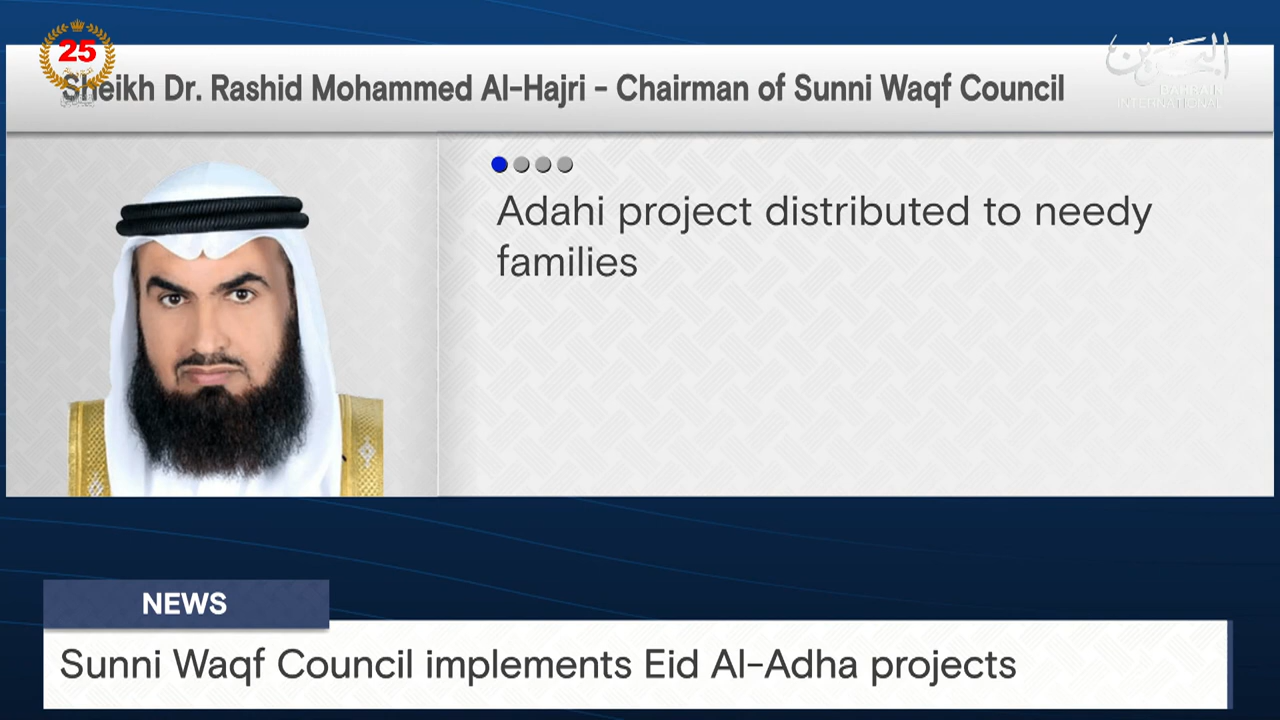 25
Sheikh Dr. Rashid Mohammed Al-Hajri - Chairman of Sunni Waqf Council
البحرين
BAHRAIN
INTERNATIONAL
Adahi project distributed to needy
families
NEWS
Sunni Waqf Council implements Eid Al-Adha projects